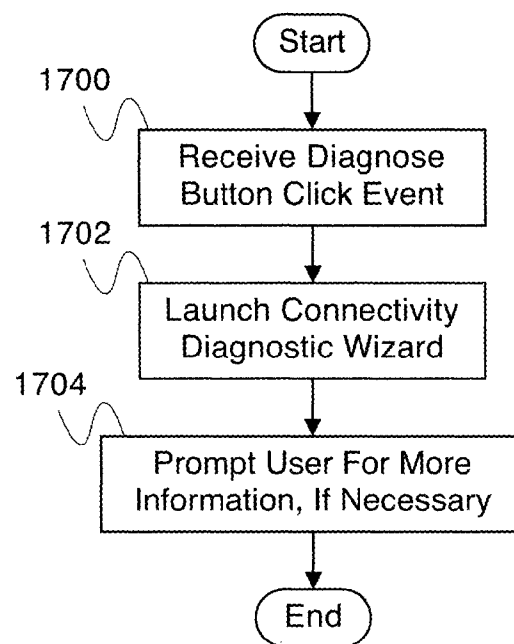 Start
1700
Receive Diagnose
Button Click Event
1702
Launch Connectivity
Diagnostic Wizard
1704
Prompt User For More
Information, If Necessary
End